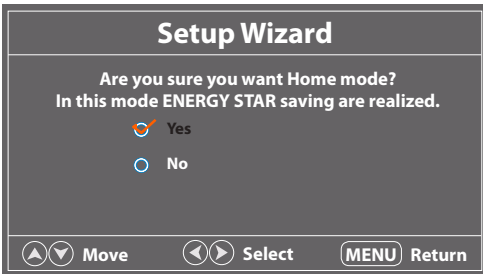 Setup Wizard
Are you sure you want Home mode?
In this mode ENERGY STAR saving are realized.
Yes
No
Move Select MENU Return